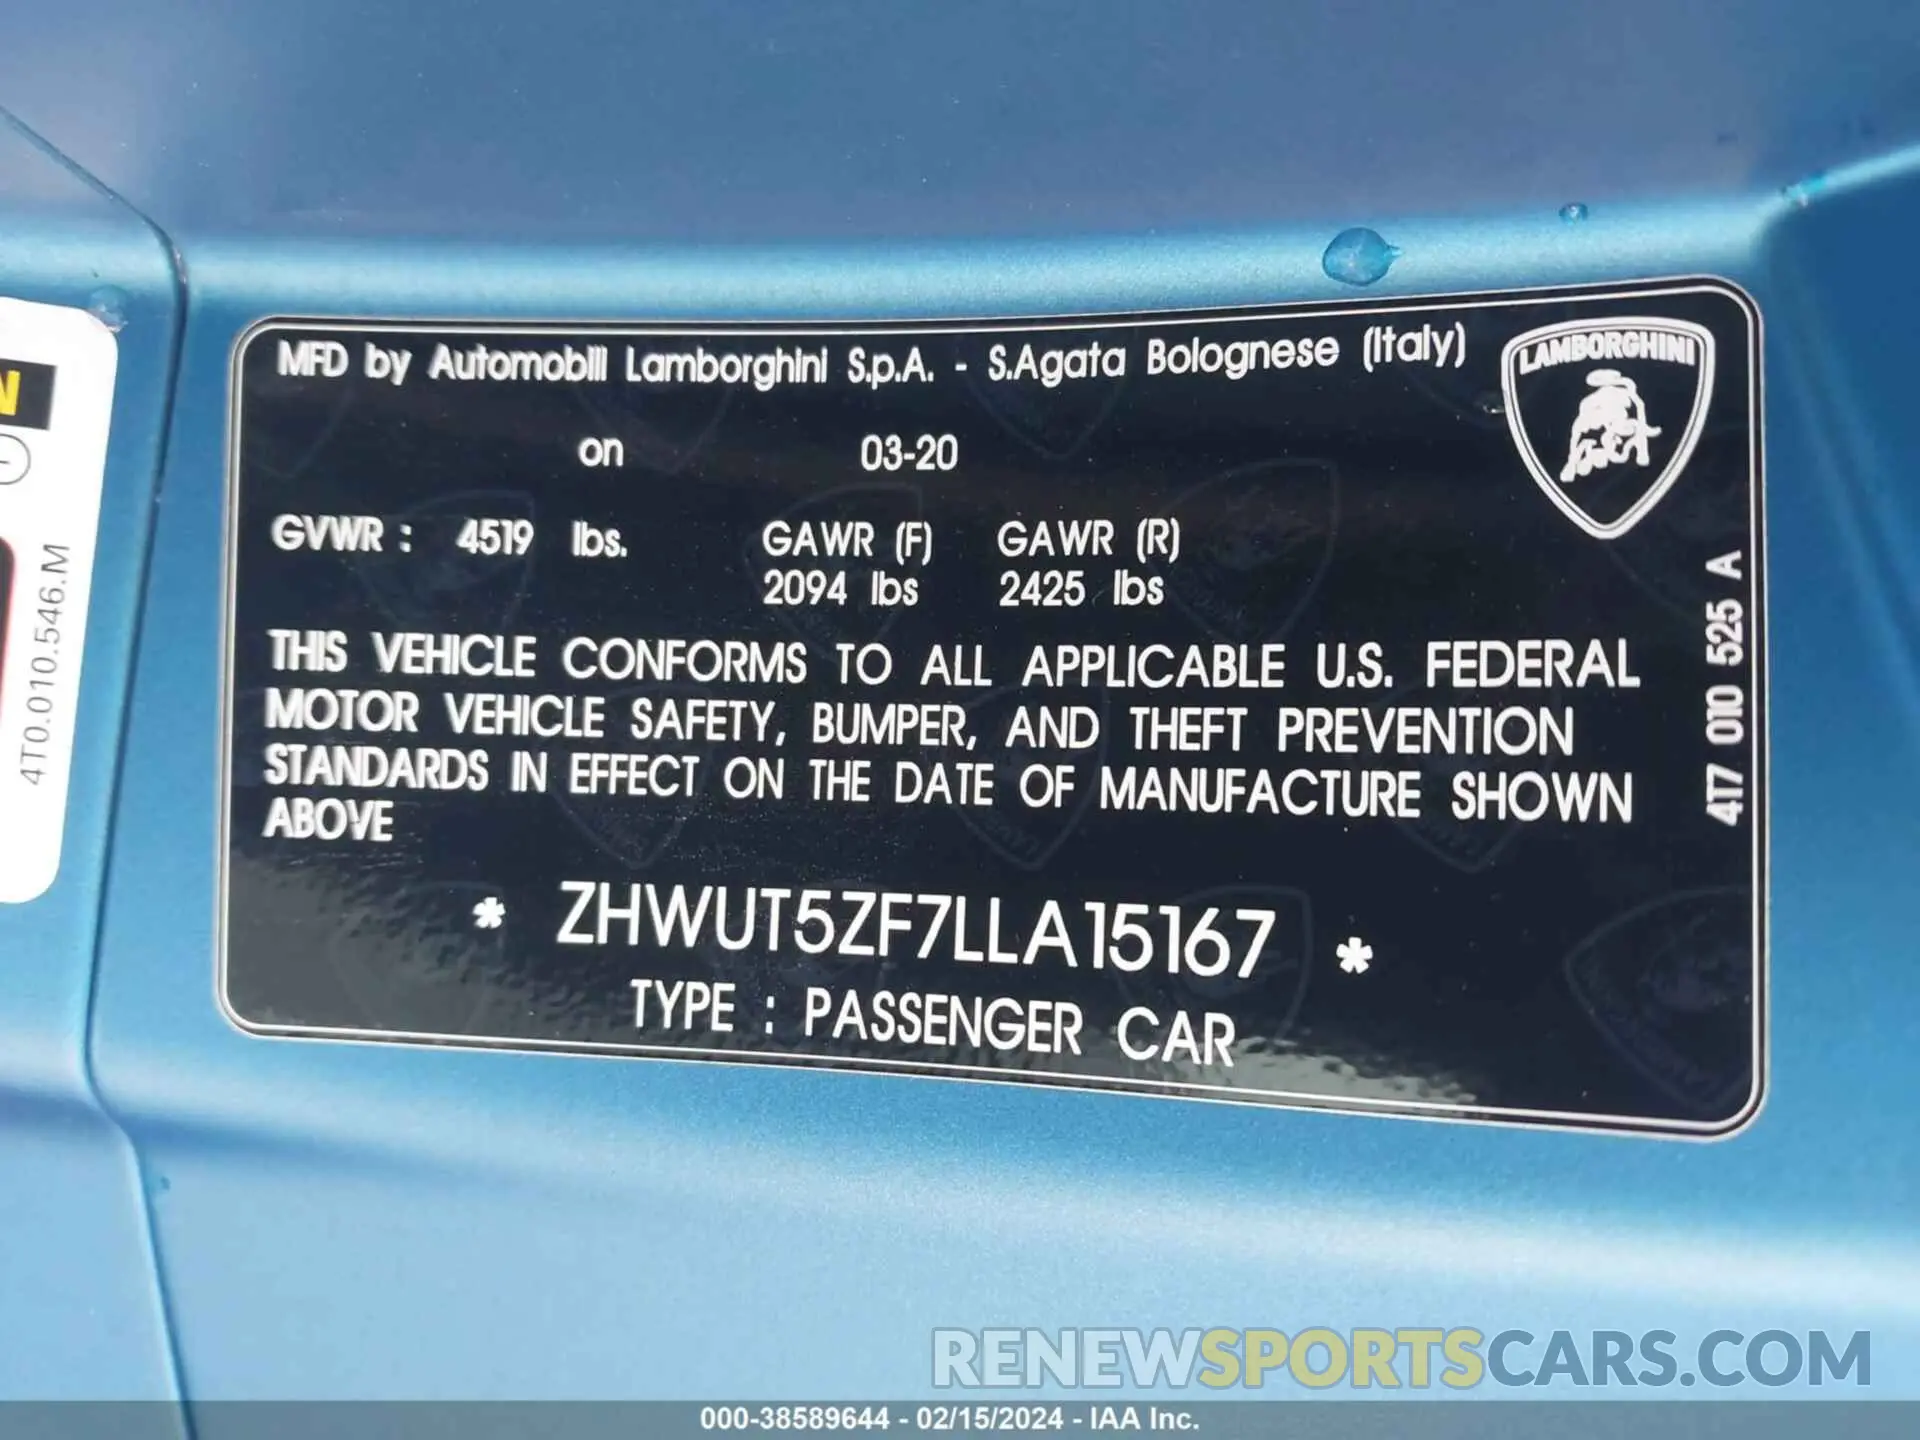 MFD by Automobili Lamborghini S.p.A. - S.Agata Bolognese (Italy)
LAMBORGHINI
on 03-20
GVWR : 4519 lbs. GAWR (F) GAWR (R)
2094 lbs 2425 lbs
THIS VEHICLE CONFORMS TO ALL APPLICABLE U.S. FEDERAL
MOTOR VEHICLE SAFETY, BUMPER, AND THEFT PREVENTION
STANDARDS IN EFFECT ON THE DATE OF MANUFACTURE SHOWN
ABOVE
* ZHWUT5ZF7LLA15167 *
TYPE : PASSENGER CAR
4T7 010 525 A
N
4T0.010.546.M
RENEWSPORTSCARS.COM
000-38589644 - 02/15/2024 - IAA Inc.